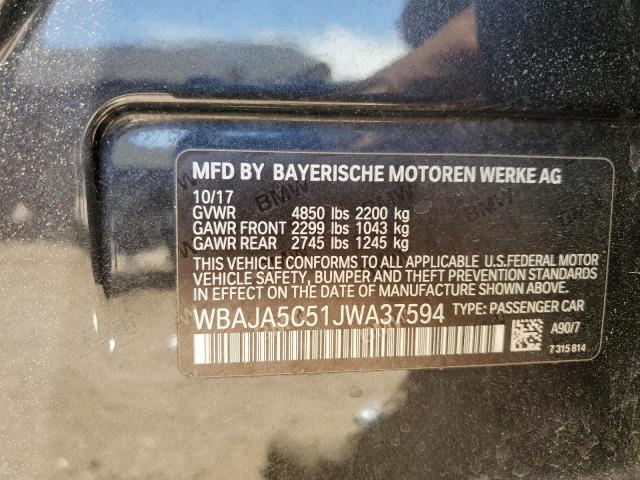 MFD BY BAYERISCHE MOTOREN WERKE AG
10/17
GVWR 4850 lbs 2200 kg
GAWR FRONT 2299 lbs 1043 kg
GAWR REAR 2745 lbs 1245 kg
THIS VEHICLE CONFORMS TO ALL APPLICABLE U.S.FEDERAL MOTOR
VEHICLE SAFETY, BUMPER AND THEFT PREVENTION STANDARDS
IN EFFECT ON THE DATE OF MANUFACTURE SHOWN ABOVE.
WBAJA5C51JWA37594 TYPE: PASSENGER CAR
A90/7
7 315 814